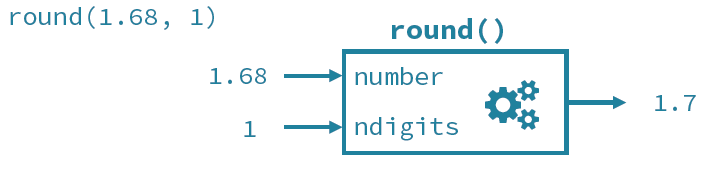 round(1.68, 1)
round()
1.68
number
1
ndigits
1.7